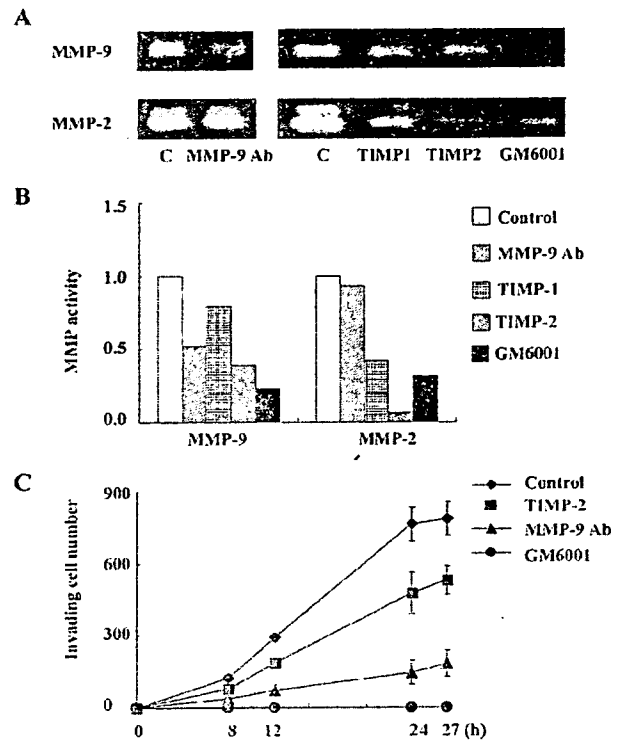 A
MMP-9
MMP-2
C MMP-9 Ab C TIMP1 TIMP2 GM6001
B
MMP activity
1.5
1.0
0.5
0.0
MMP-9 MMP-2
Control
MMP-9 Ab
TIMP-1
TIMP-2
GM6001
C
Invading cell number
900
600
300
0
0 8 12 24 27 (h)
Control
TIMP-2
MMP-9 Ab
GM6001